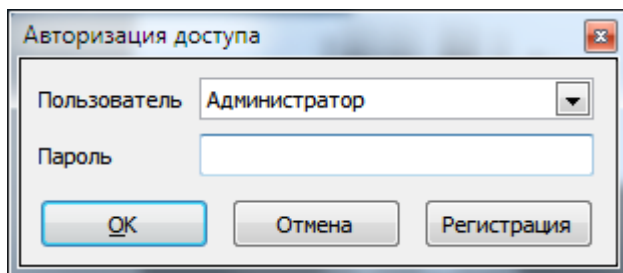 Авторизация доступа
Пользователь Администратор
Пароль
OK Отмена Регистрация